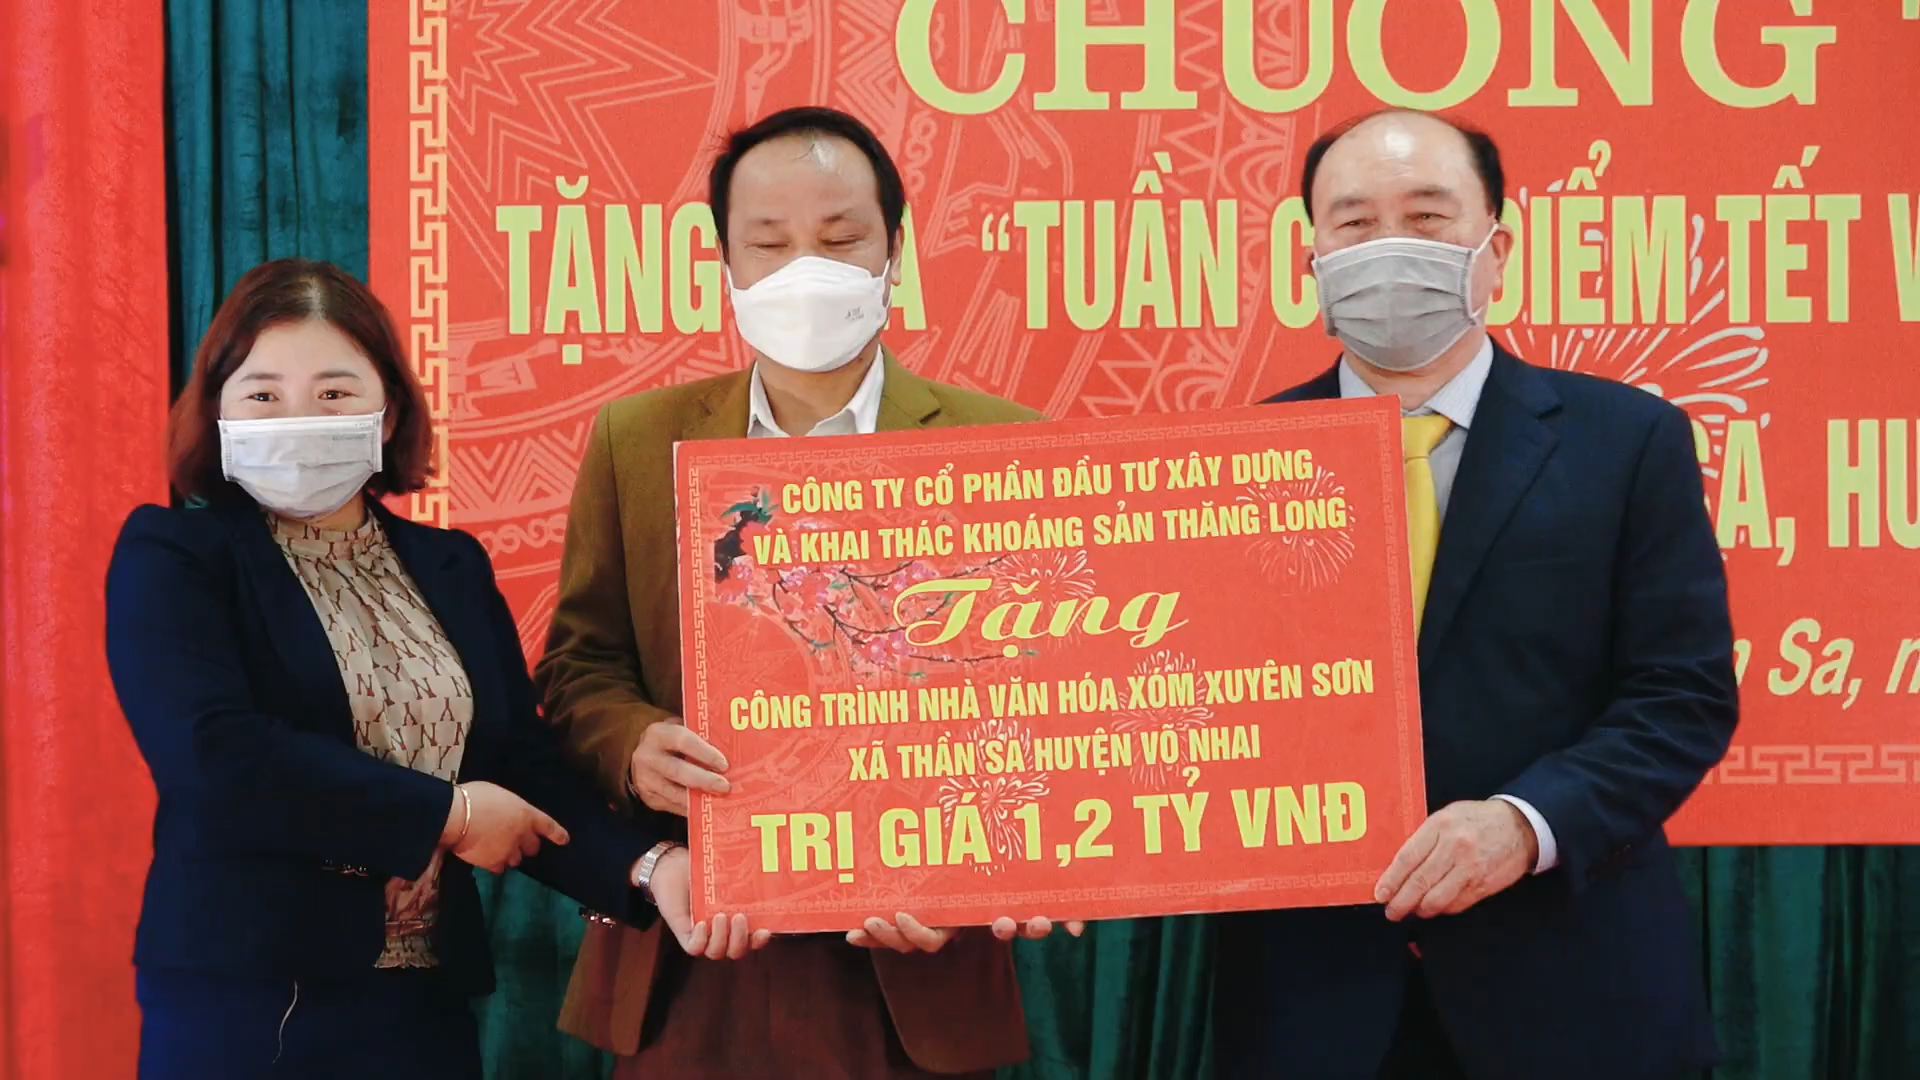 CHƯƠNG
TẶNG “TUẦN ĐIỂM TẾT
SA, HU
Sa,
CÔNG TY CỔ PHẦN ĐẦU TƯ XÂY DỰNG
VÀ KHAI THÁC KHOÁNG SẢN THĂNG LONG
Tặng
CÔNG TRÌNH NHÀ VĂN HÓA XÓM XUYÊN SƠN
XÃ THẦN SA HUYỆN VÕ NHAI
TRỊ GIÁ 1,2 TỶ VNĐ